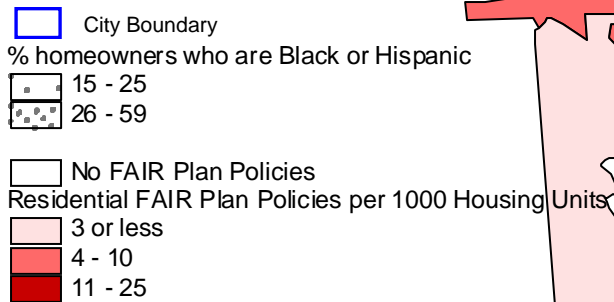 City Boundary
% homeowners who are Black or Hispanic
15 - 25
26 - 59
No FAIR Plan Policies
Residential FAIR Plan Policies per 1000 Housing Units
3 or less
4 - 10
11 - 25